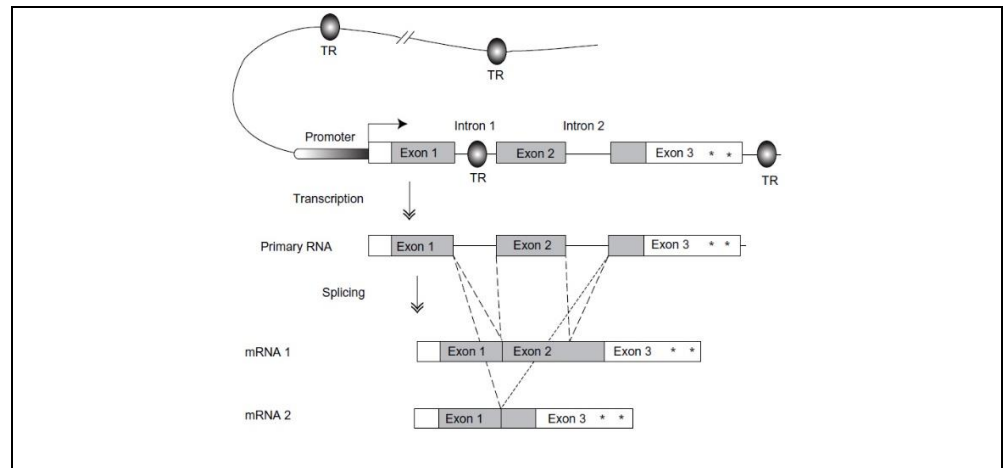 TR
TR
Promoter Intron 1 Intron 2
Exon 1 Exon 2 Exon 3 * *
TR TR
Transcription
Primary RNA Exon 1 Exon 2 Exon 3 * *
Splicing
mRNA 1 Exon 1 Exon 2 Exon 3 * *
mRNA 2 Exon 1 Exon 3 * *